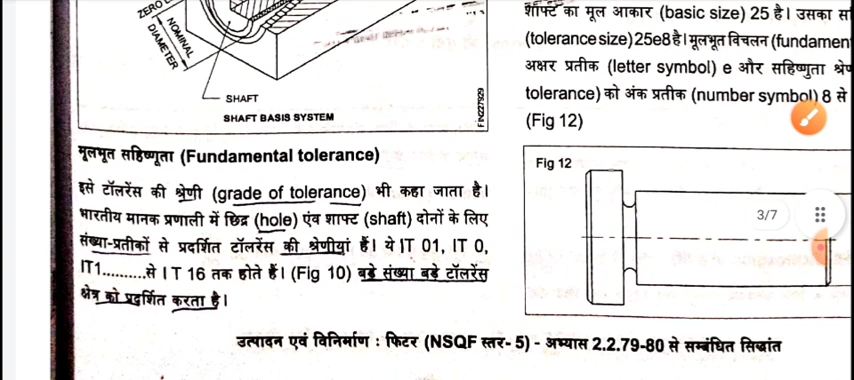 ZERO
NOMINAL
DIAMETER
SHAFT
SHAFT BASIS SYSTEM
FIN227929
मूलभूत सहिष्णुता (Fundamental tolerance)
इसे टॉलरेंस की श्रेणी (grade of tolerance) भी कहा जाता है।
भारतीय मानक प्रणाली में छिद्र (hole) एंव शाफ्ट (shaft) दोनों के लिए
संख्या-प्रतीकों से प्रदर्शित टॉलरेंस की श्रेणीयां हैं। ये IT 01, IT 0,
IT1..........से I T 16 तक होते हैं। (Fig 10) बड़े संख्या बड़े टॉलरेंस
क्षेत्र को प्रदर्शित करता है।
शाफ्ट का मूल आकार (basic size) 25 है। उसका
(tolerance size) 25e8 है। मूलभूत विचलन (fundamen
अक्षर प्रतीक (letter symbol) e और सहिष्णुता
tolerance) को अंक प्रतीक (number symbol) 8 से
(Fig 12)
Fig 12
3/7
उत्पादन एवं विनिर्माण : फिटर (NSQF स्तर- 5) - अभ्यास 2.2.79-80 से सम्बंधित सिद्धांत